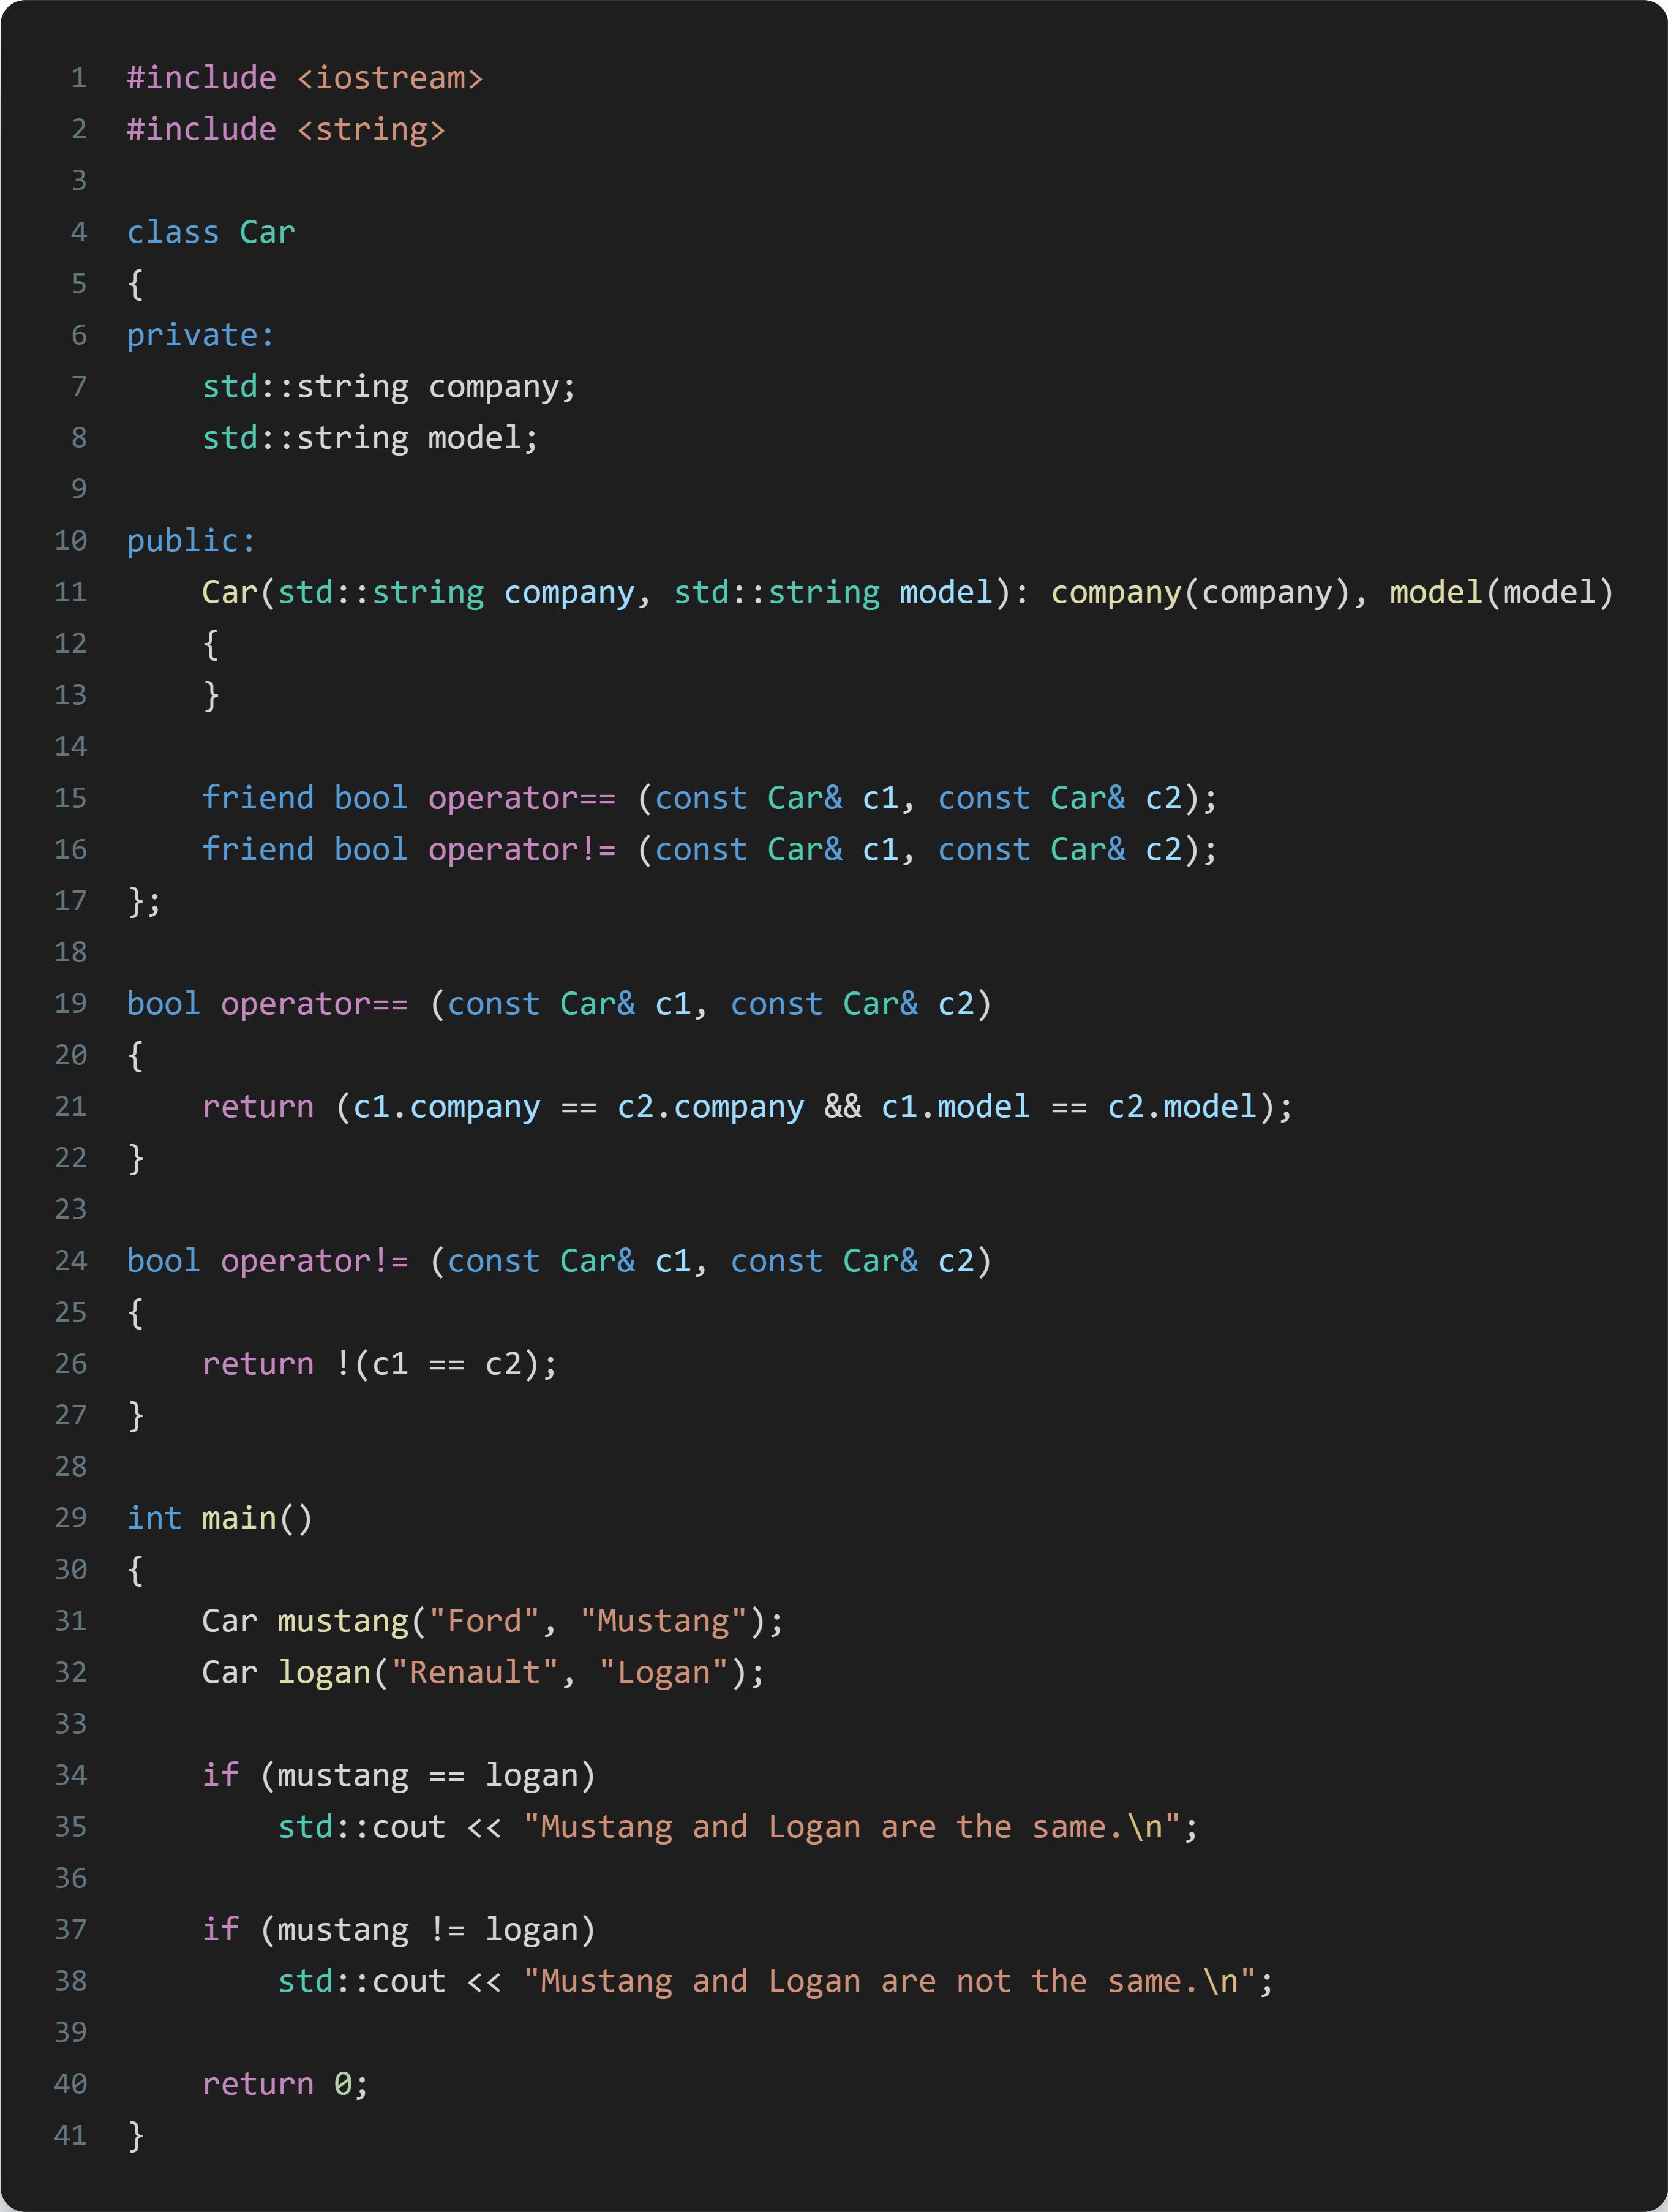 1 #include <iostream>
2 #include <string>
3
4 class Car
5 {
6 private:
7     std::string company;
8     std::string model;
9
10 public:
11     Car(std::string company, std::string model): company(company), model(model)
12     {
13     }
14
15     friend bool operator== (const Car& c1, const Car& c2);
16     friend bool operator!= (const Car& c1, const Car& c2);
17 };
18
19 bool operator== (const Car& c1, const Car& c2)
20 {
21     return (c1.company == c2.company && c1.model == c2.model);
22 }
23
24 bool operator!= (const Car& c1, const Car& c2)
25 {
26     return !(c1 == c2);
27 }
28
29 int main()
30 {
31     Car mustang("Ford", "Mustang");
32     Car logan("Renault", "Logan");
33
34     if (mustang == logan)
35         std::cout << "Mustang and Logan are the same.\n";
36
37     if (mustang != logan)
38         std::cout << "Mustang and Logan are not the same.\n";
39
40     return 0;
41 }